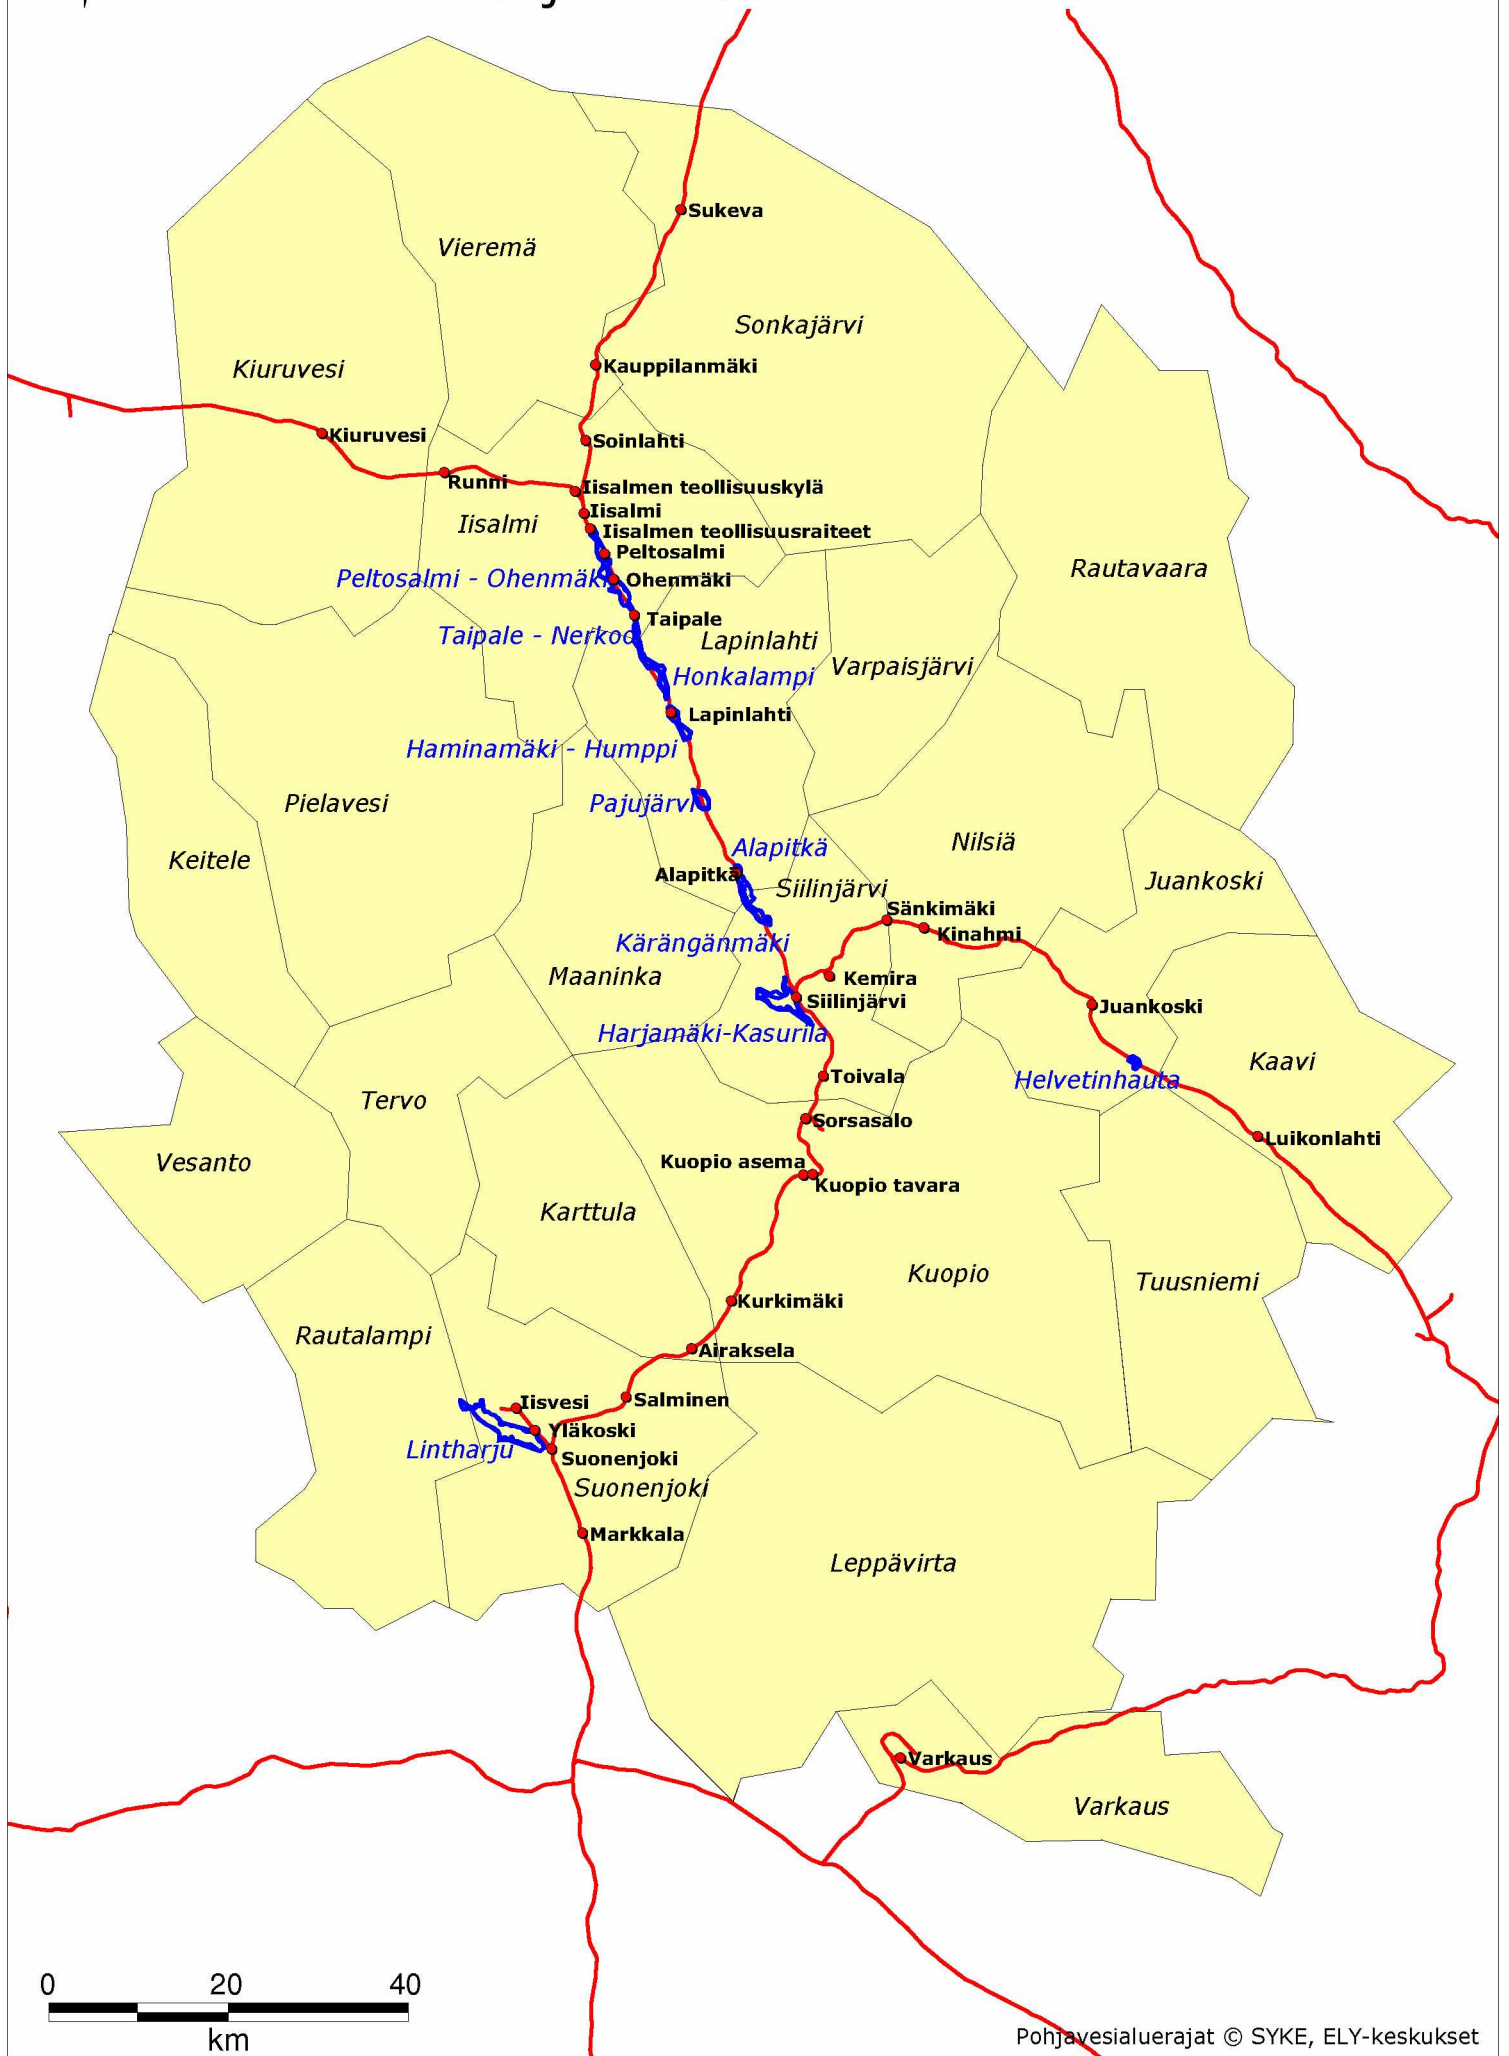 Sukeva
Vieremä
Sonkajärvi
Kauppilanmäki
Kiuruvesi
Kiuruvesi
Soinlahti
Runni
Iisalmen teollisuuskylä
Iisalmi
Iisalmi
Iisalmen teollisuusraiteet
Peltosalmi
Rautavaara
Peltosalmi - Ohenmäki
Ohenmäki
Taipale
Taipale - Nerkoo
Lapinlahti
Varpaisjärvi
Honkalampi
Lapinlahti
Haminamäki - Humppi
Pielavesi
Pajujärvi
Nilsiä
Alapitkä
Keitele
Alapitkä
Siilinjärvi
Juankoski
Sänkimäki
Kinahmi
Kärängänmäki
Maaninka
Kemira
Siilinjärvi
Juankoski
Harjamäki-Kasurila
Kaavi
Toivala
Helvetinhauta
Tervo
Sorsasalo
Luikonlahti
Vesanto
Kuopio asema
Kuopio tavara
Karttula
Kuopio
Tuusniemi
Kurkimäki
Rautalampi
Airaksela
Iisvesi
Salminen
Yläkoski
Lintharju
Suonenjoki
Suonenjoki
Markkala
Leppävirta
Varkaus
Varkaus
0 20 40
km
Pohjavesialuerajat © SYKE, ELY-keskukset